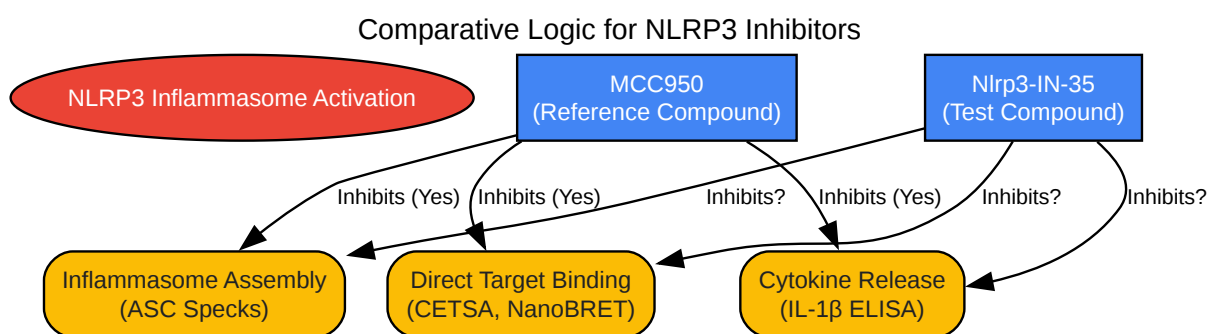 Comparative Logic for NLRP3 Inhibitors
NLRP3 Inflammasome Activation
MCC950
(Reference Compound)
Nlrp3-IN-35
(Test Compound)
Inhibits (Yes)
Inhibits (Yes)
Inhibits?
Inhibits (Yes)
Inhibits?
Inhibits?
Inflammasome Assembly
(ASC Specks)
Direct Target Binding
(CETSA, NanoBRET)
Cytokine Release
(IL-1β ELISA)